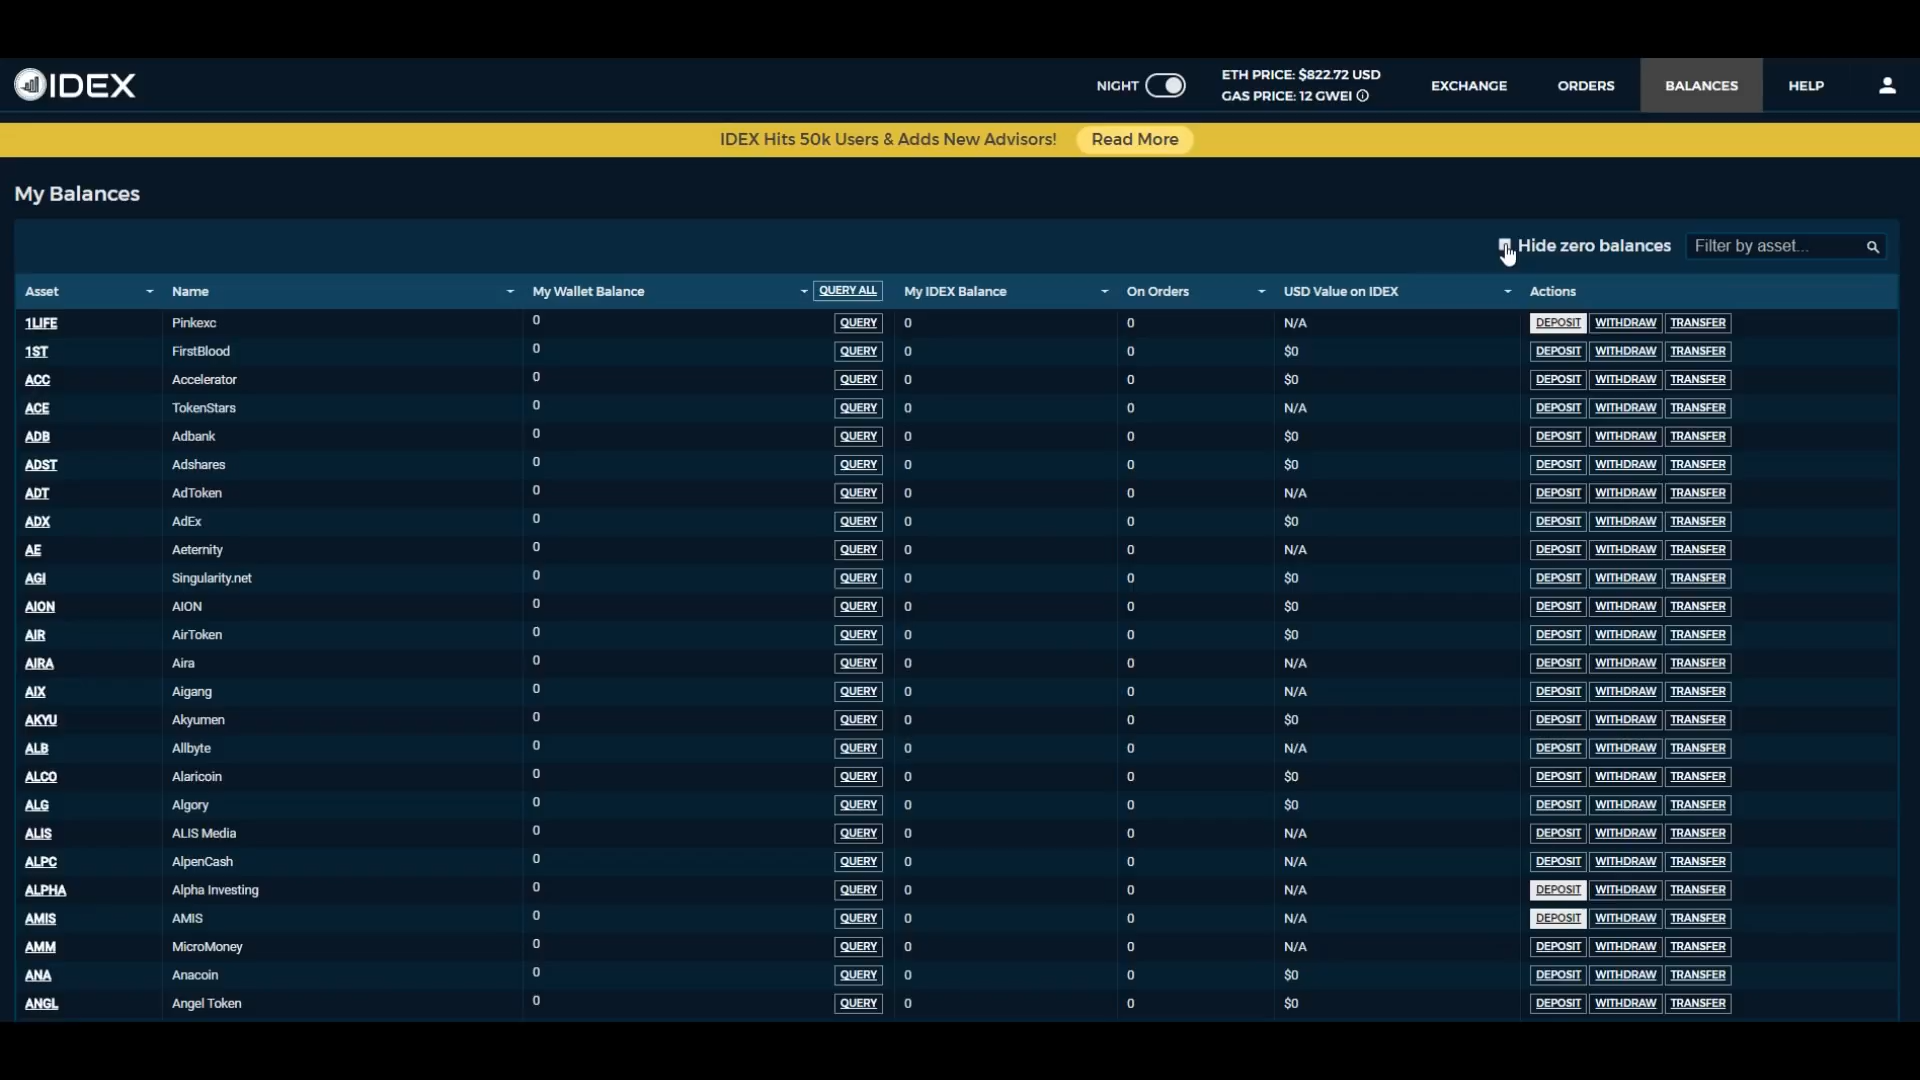 IDEX
NIGHT
ETH PRICE: $822.72 USD
GAS PRICE: 12 GWEI
EXCHANGE ORDERS BALANCES HELP
IDEX Hits 50k Users & Adds New Advisors! Read More
My Balances
Hide zero balances Filter by asset...
Asset Name My Wallet Balance QUERY ALL My IDEX Balance On Orders USD Value on IDEX Actions
1LIFE Pinkexc 0 QUERY 0 0 N/A DEPOSIT WITHDRAW TRANSFER
1ST FirstBlood 0 QUERY 0 0 $0 DEPOSIT WITHDRAW TRANSFER
ACC Accelerator 0 QUERY 0 0 $0 DEPOSIT WITHDRAW TRANSFER
ACE TokenStars 0 QUERY 0 0 N/A DEPOSIT WITHDRAW TRANSFER
ADB Adbank 0 QUERY 0 0 $0 DEPOSIT WITHDRAW TRANSFER
ADST Adshares 0 QUERY 0 0 $0 DEPOSIT WITHDRAW TRANSFER
ADT AdToken 0 QUERY 0 0 N/A DEPOSIT WITHDRAW TRANSFER
ADX AdEx 0 QUERY 0 0 $0 DEPOSIT WITHDRAW TRANSFER
AE Aeternity 0 QUERY 0 0 N/A DEPOSIT WITHDRAW TRANSFER
AGI Singularity.net 0 QUERY 0 0 $0 DEPOSIT WITHDRAW TRANSFER
AION AION 0 QUERY 0 0 $0 DEPOSIT WITHDRAW TRANSFER
AIR AirToken 0 QUERY 0 0 $0 DEPOSIT WITHDRAW TRANSFER
AIRA Aira 0 QUERY 0 0 N/A DEPOSIT WITHDRAW TRANSFER
AIX Aigang 0 QUERY 0 0 N/A DEPOSIT WITHDRAW TRANSFER
AKYU Akyumen 0 QUERY 0 0 $0 DEPOSIT WITHDRAW TRANSFER
ALB Allbyte 0 QUERY 0 0 N/A DEPOSIT WITHDRAW TRANSFER
ALCO Alaricoin 0 QUERY 0 0 $0 DEPOSIT WITHDRAW TRANSFER
ALG Algory 0 QUERY 0 0 $0 DEPOSIT WITHDRAW TRANSFER
ALIS ALIS Media 0 QUERY 0 0 N/A DEPOSIT WITHDRAW TRANSFER
ALPC AlpenCash 0 QUERY 0 0 N/A DEPOSIT WITHDRAW TRANSFER
ALPHA Alpha Investing 0 QUERY 0 0 N/A DEPOSIT WITHDRAW TRANSFER
AMIS AMIS 0 QUERY 0 0 N/A DEPOSIT WITHDRAW TRANSFER
AMM MicroMoney 0 QUERY 0 0 N/A DEPOSIT WITHDRAW TRANSFER
ANA Anacoin 0 QUERY 0 0 $0 DEPOSIT WITHDRAW TRANSFER
ANGL Angel Token 0 QUERY 0 0 $0 DEPOSIT WITHDRAW TRANSFER